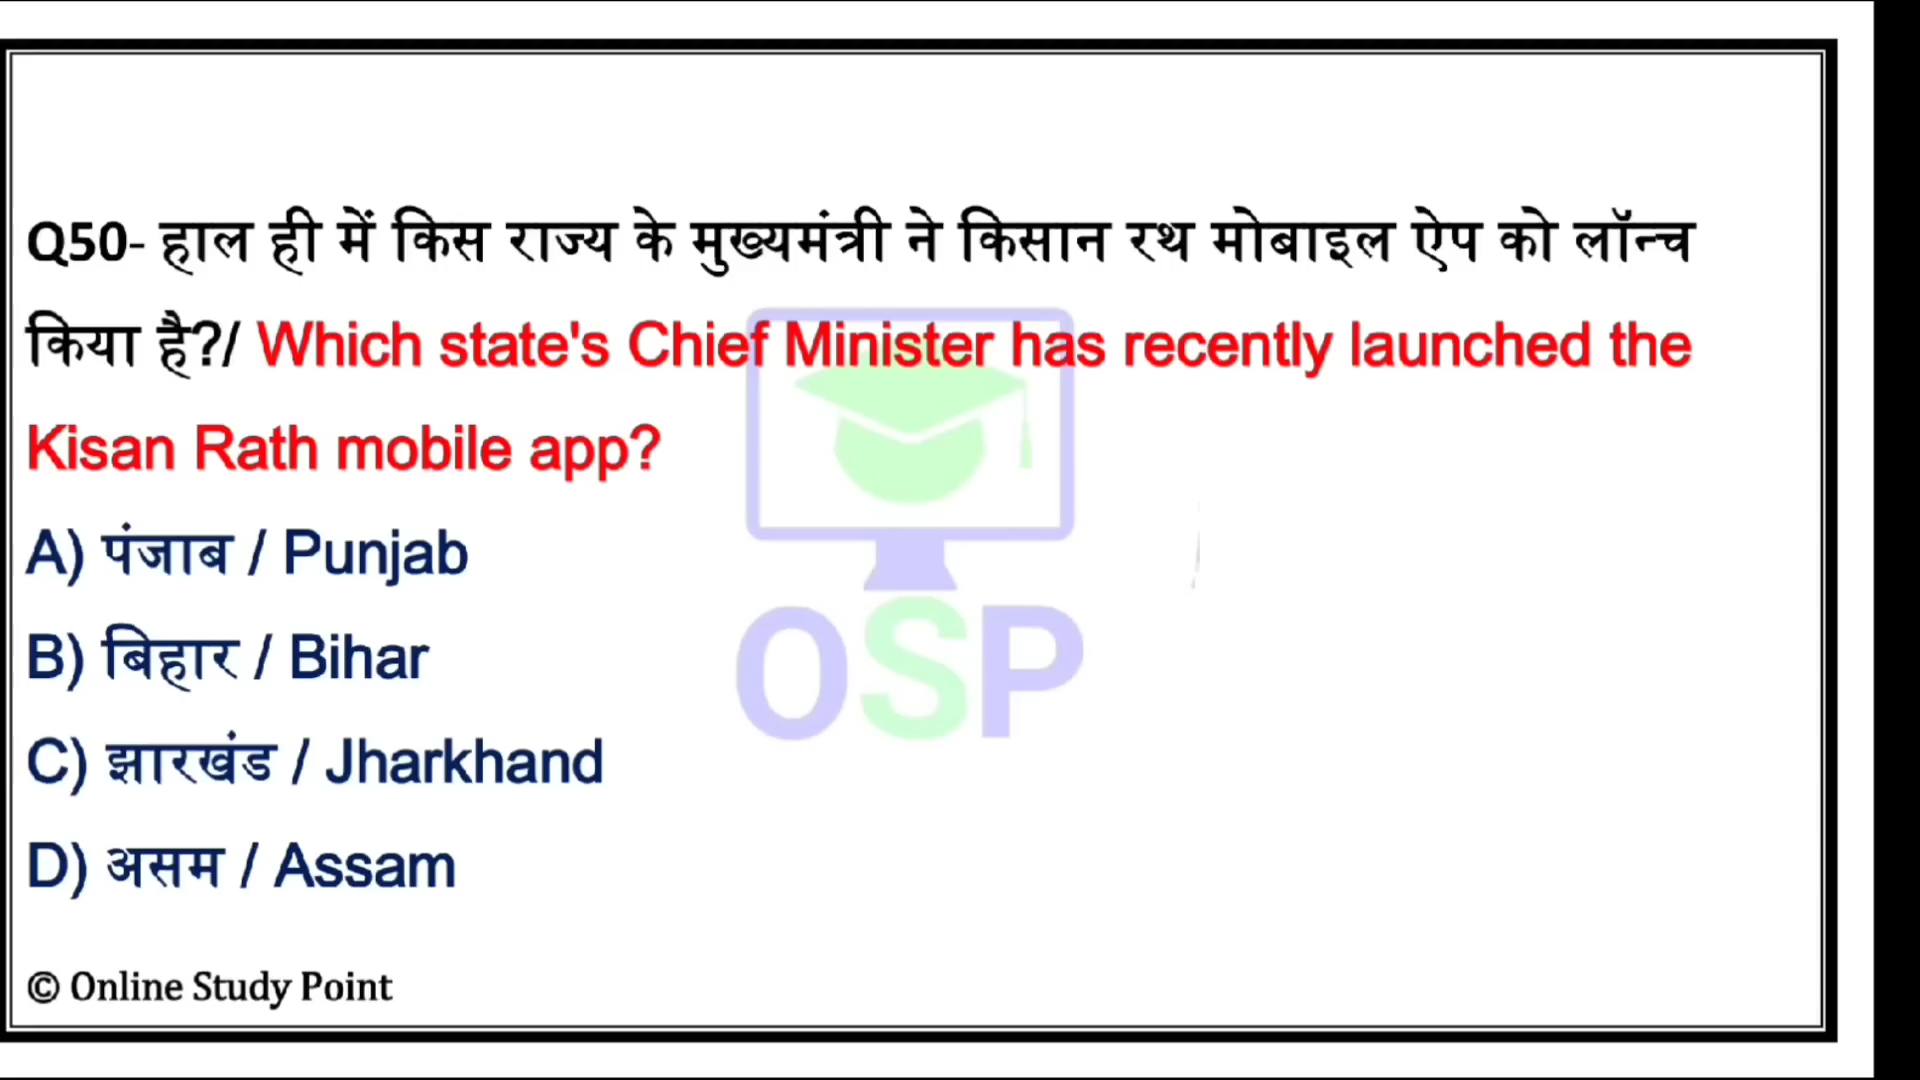 Q50- हाल ही में किस राज्य के मुख्यमंत्री ने किसान रथ मोबाइल ऐप को लॉन्च
किया है?/ Which state's Chief Minister has recently launched the
Kisan Rath mobile app?
A) पंजाब / Punjab
B) बिहार / Bihar
C) झारखंड / Jharkhand
D) असम / Assam
OSP
© Online Study Point